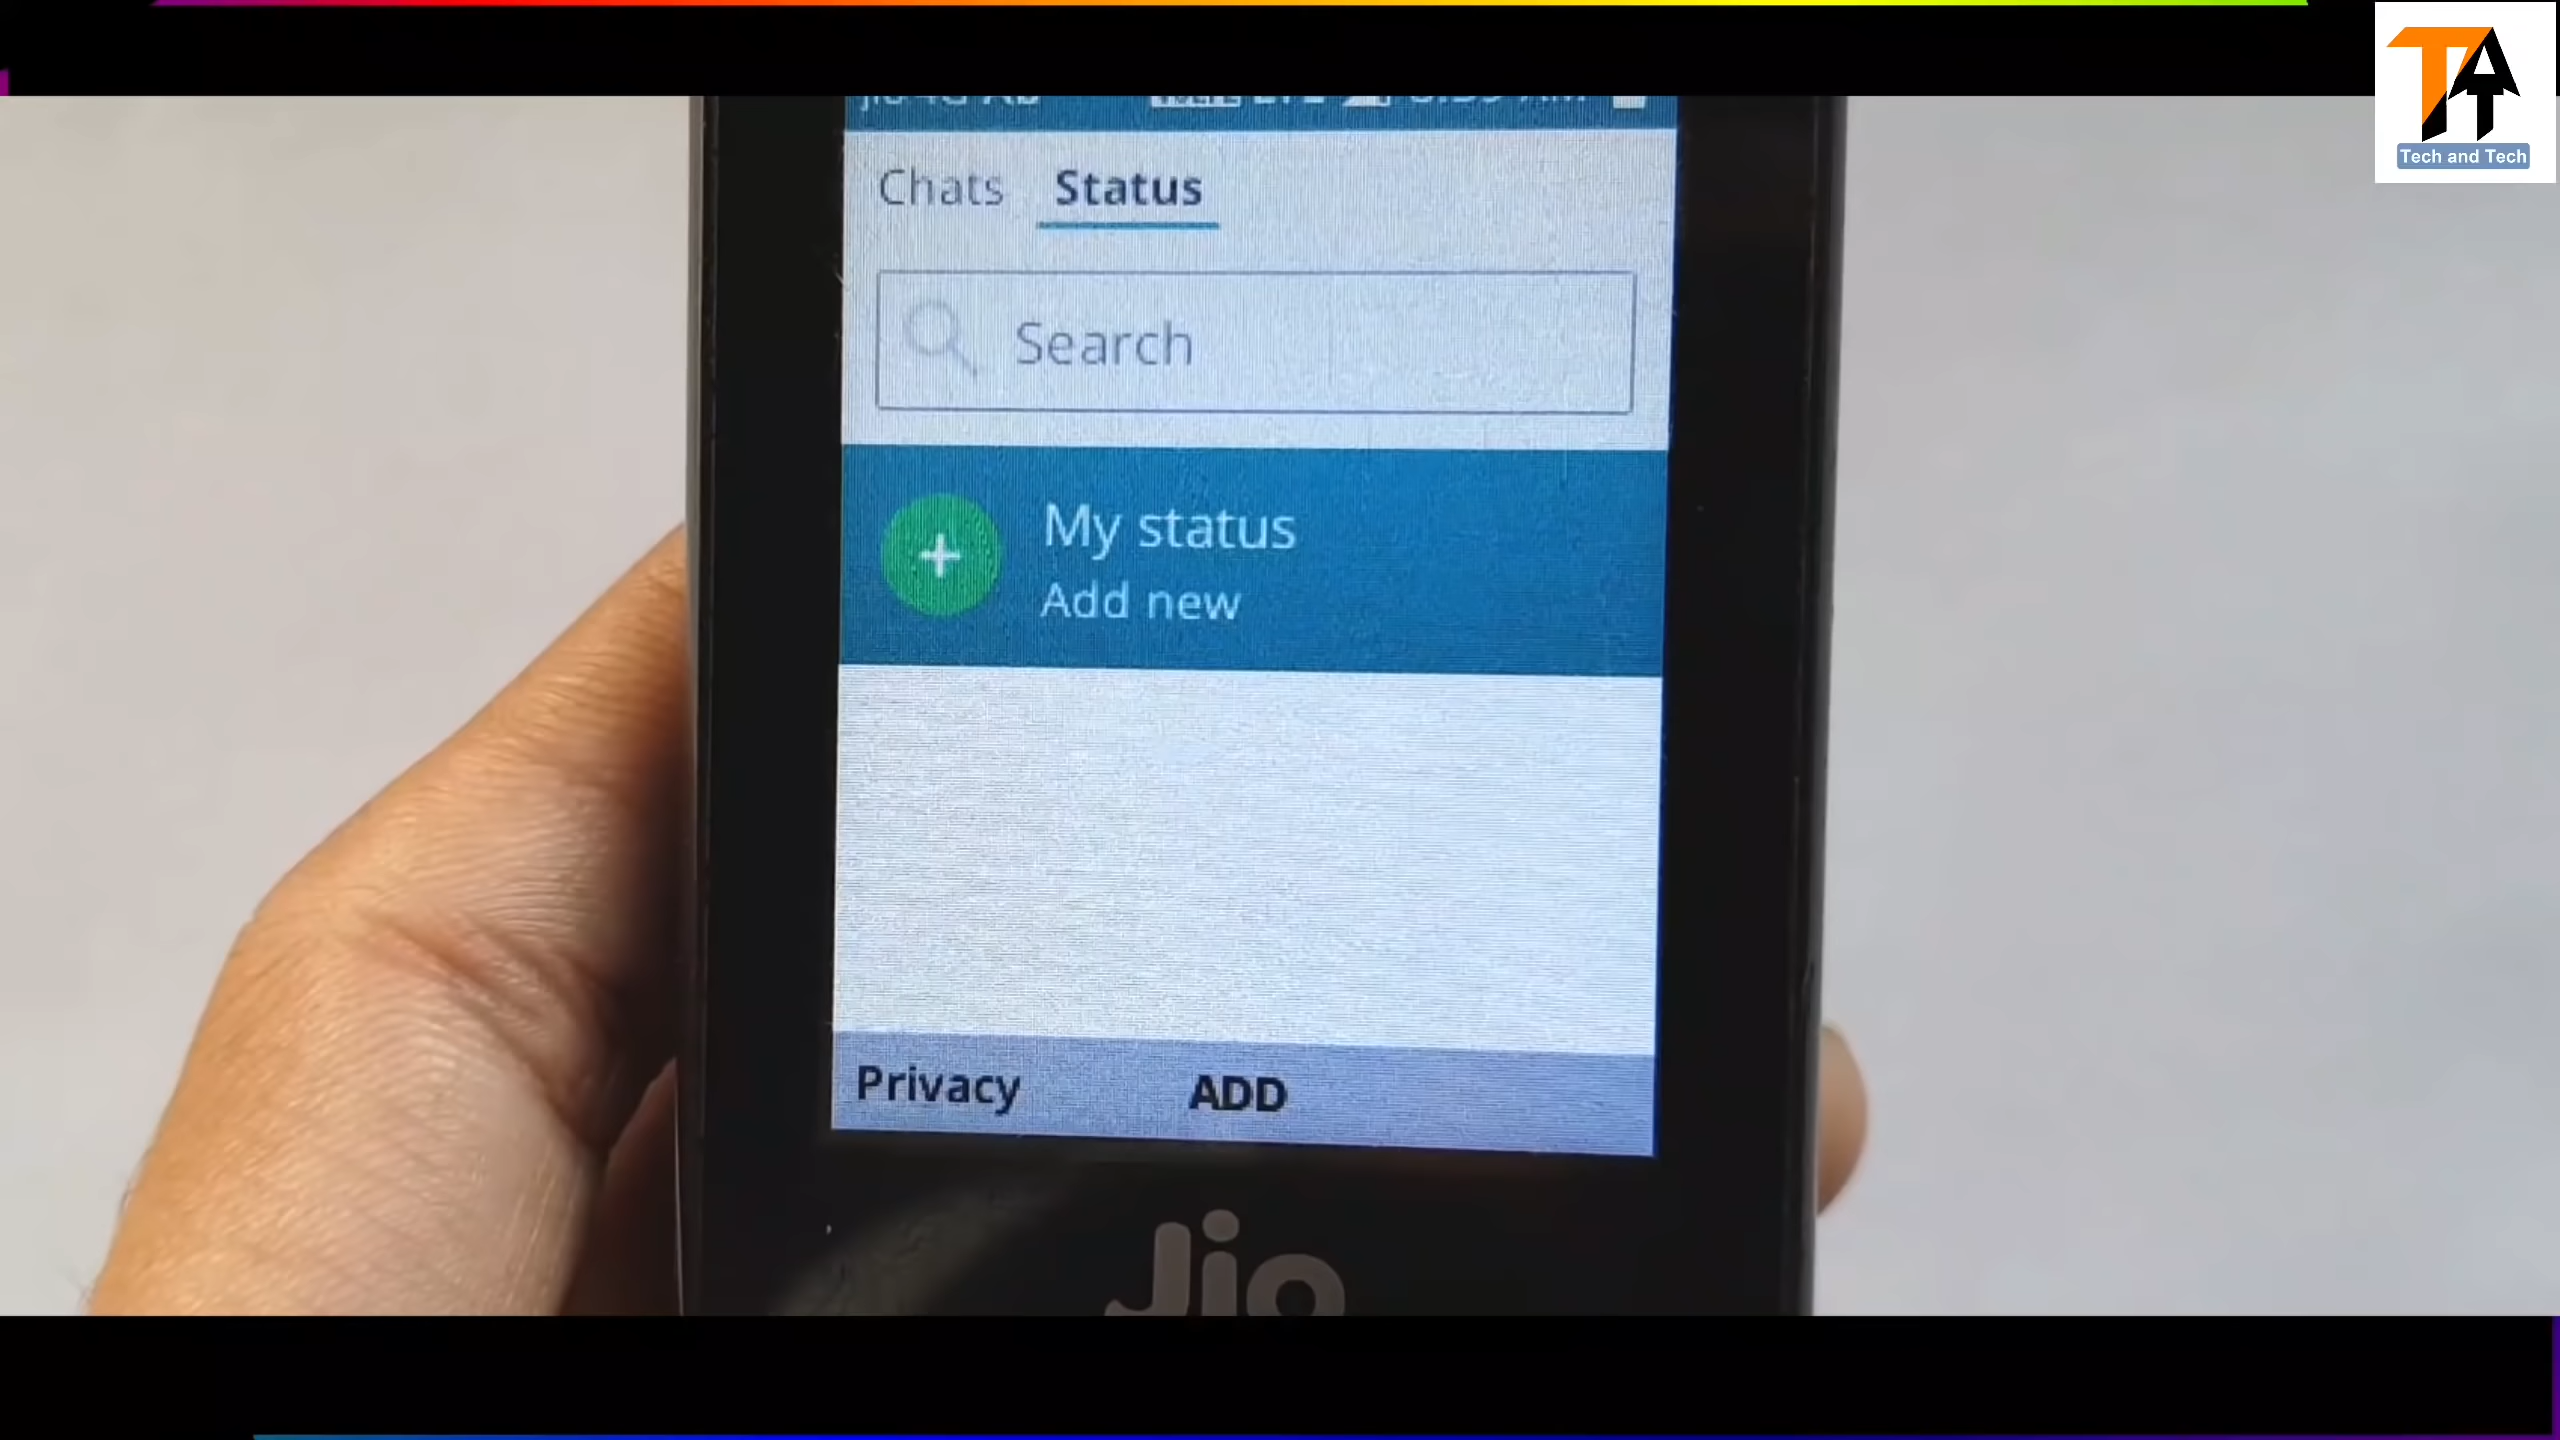 Tech and Tech
Chats Status
Search
My status
Add new
Privacy ADD
Jio